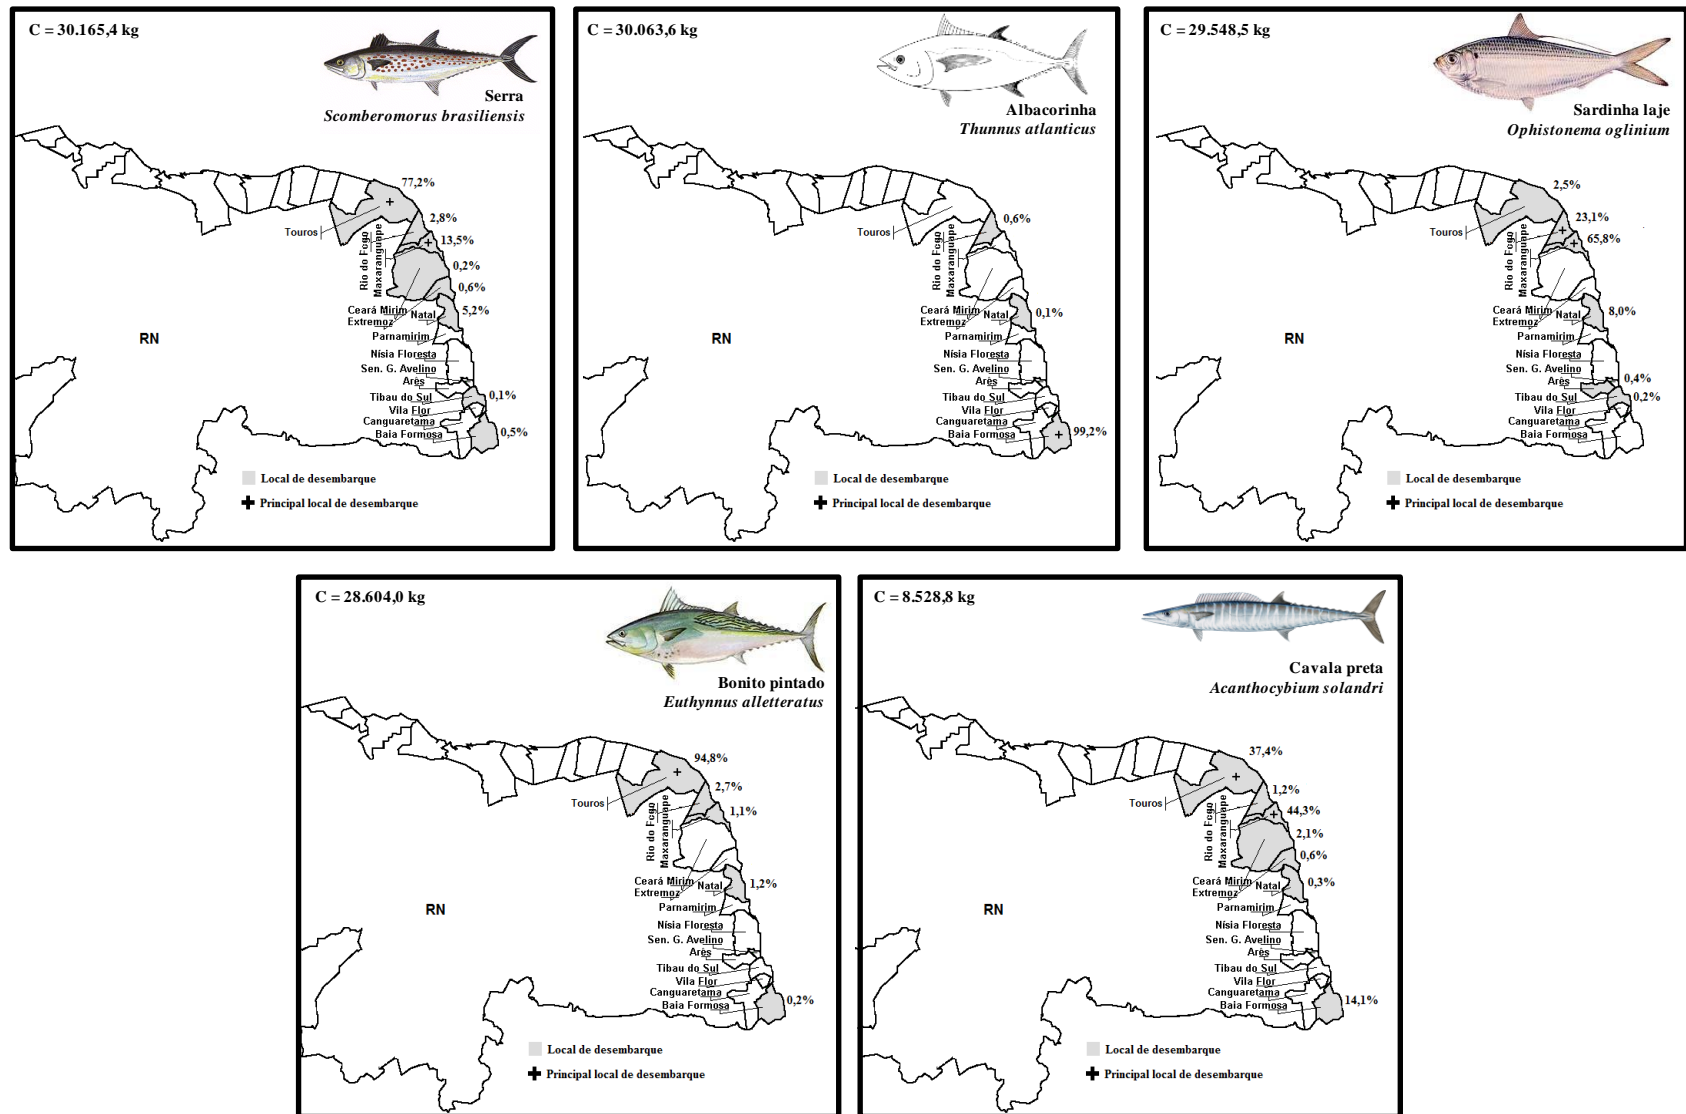 C = 30.165,4 kg
Serra
Scomberomorus brasiliensis
77,2%
2,8%
Touros
13,5%
Rio do Fogo
Maxaranguape
0,2%
0,6%
Ceará Mirim
Natal
5,2%
Extremoz
Parnamirim
RN
Nísia Floresta
Sen. G. Avelino
Arês
Tibau do Sul
0,1%
Vila Flor
Canguaretama
Baia Formosa
0,5%
Local de desembarque
Principal local de desembarque
C = 30.063,6 kg
Albacorinha
Thunnus atlanticus
0,6%
Touros
Rio do Fogo
Maxaranguape
Ceará Mirim
Natal
0,1%
Extremoz
Parnamirim
RN
Nísia Floresta
Sen. G. Avelino
Arês
Tibau do Sul
Vila Flor
Canguaretama
Baia Formosa
99,2%
Local de desembarque
Principal local de desembarque
C = 29.548,5 kg
Sardinha laje
Ophistonema oglinium
2,5%
23,1%
Touros
65,8%
Rio do Fogo
Maxaranguape
Ceará Mirim
Natal
8,0%
Extremoz
Parnamirim
RN
Nísia Floresta
Sen. G. Avelino
0,4%
Arês
Tibau do Sul
0,2%
Vila Flor
Canguaretama
Baia Formosa
Local de desembarque
Principal local de desembarque
C = 28.604,0 kg
Bonito pintado
Euthynnus alletteratus
94,8%
2,7%
Touros
1,1%
Rio do Fogo
Maxaranguape
Ceará Mirim
Natal
1,2%
Extremoz
Parnamirim
RN
Nísia Floresta
Sen. G. Avelino
Arês
Tibau do Sul
Vila Flor
Canguaretama
Baia Formosa
0,2%
Local de desembarque
Principal local de desembarque
C = 8.528,8 kg
Cavala preta
Acanthocybium solandri
37,4%
1,2%
Touros
44,3%
Rio do Fogo
Maxaranguape
2,1%
0,6%
Ceará Mirim
Natal
0,3%
Extremoz
Parnamirim
RN
Nísia Floresta
Sen. G. Avelino
Arês
Tibau do Sul
Vila Flor
Canguaretama
Baia Formosa
14,1%
Local de desembarque
Principal local de desembarque